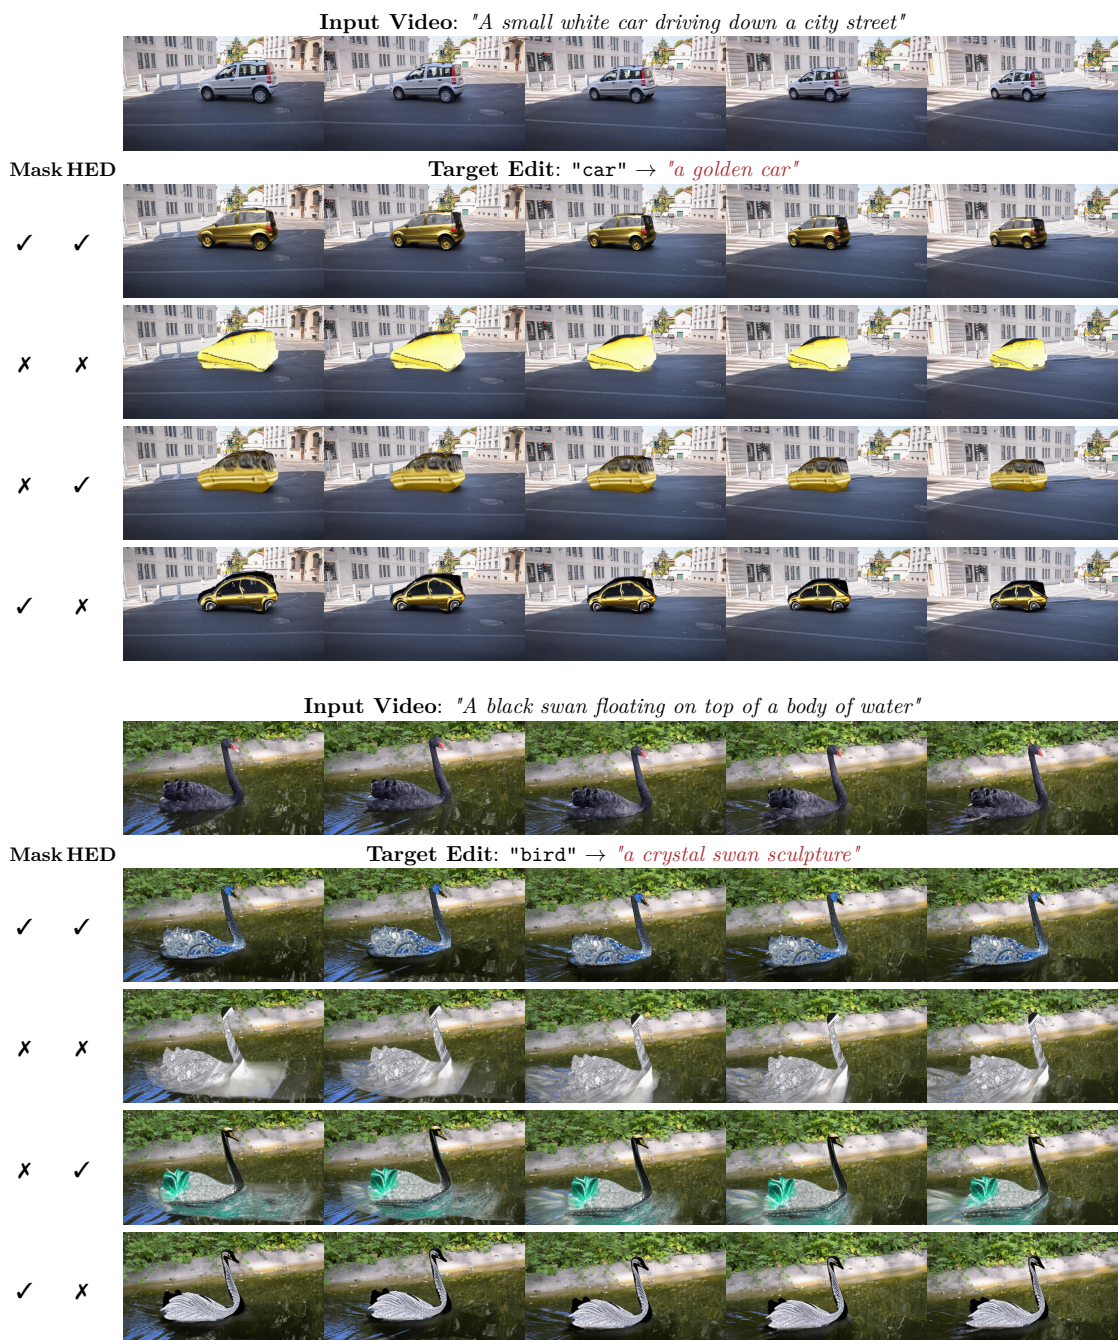 Input Video: "A small white car driving down a city street"
Mask HED Target Edit: "car" → "a golden car"
✓ ✓
✗ ✗
✗ ✓
✓ ✗
Input Video: "A black swan floating on top of a body of water"
Mask HED Target Edit: "bird" → "a crystal swan sculpture"
✓ ✓
✗ ✗
✗ ✓
✓ ✗